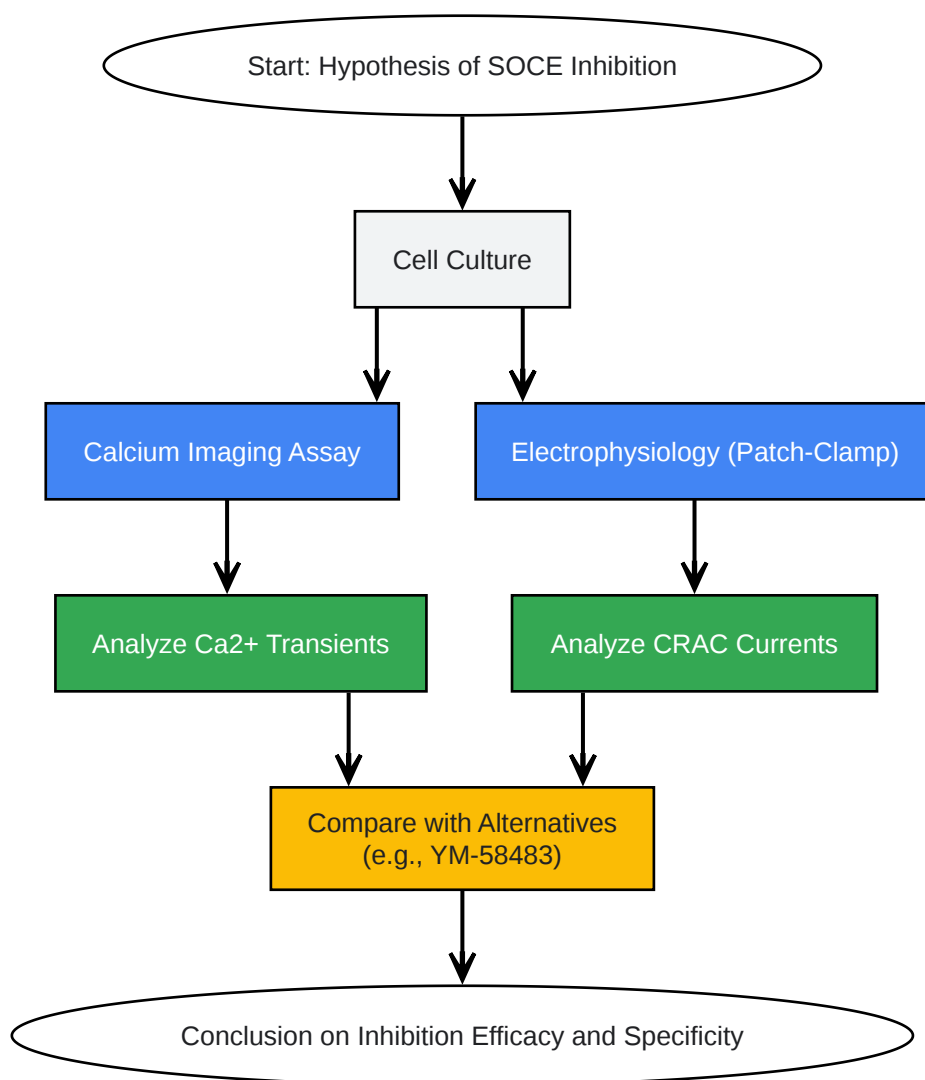 Start: Hypothesis of SOCE Inhibition
Cell Culture
Calcium Imaging Assay
Electrophysiology (Patch-Clamp)
Analyze Ca2+ Transients
Analyze CRAC Currents
Compare with Alternatives
(e.g., YM-58483)
Conclusion on Inhibition Efficacy and Specificity